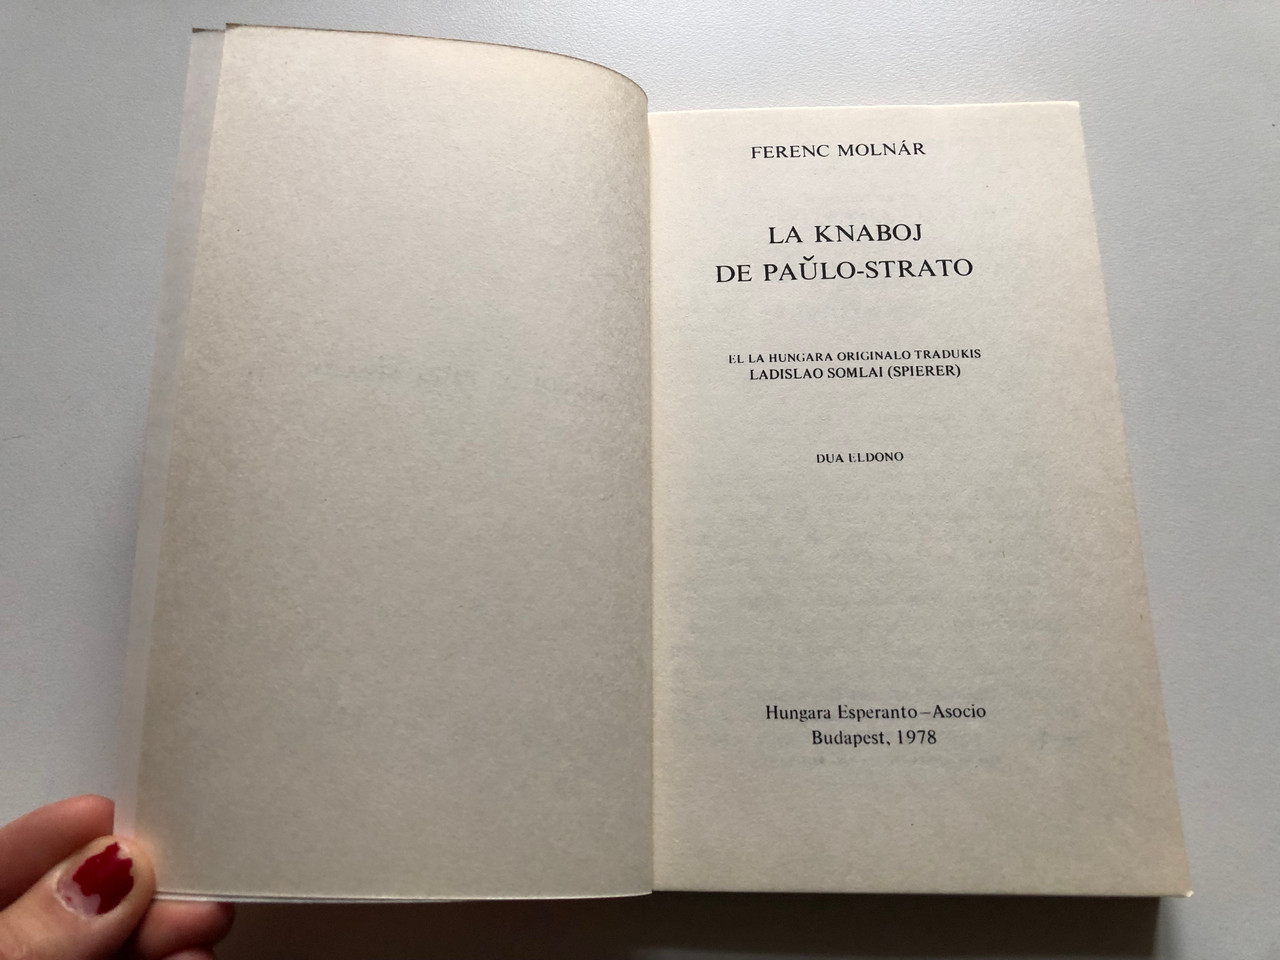 FERENC MOLNÁR
LA KNABOJ
DE PAŬLO-STRATO
EL LA HUNGARA ORIGINALO TRADUKIS
LADISLAO SOMLAI (SPIERER)
DUA ELDONO
Hungara Esperanto–Asocio
Budapest, 1978